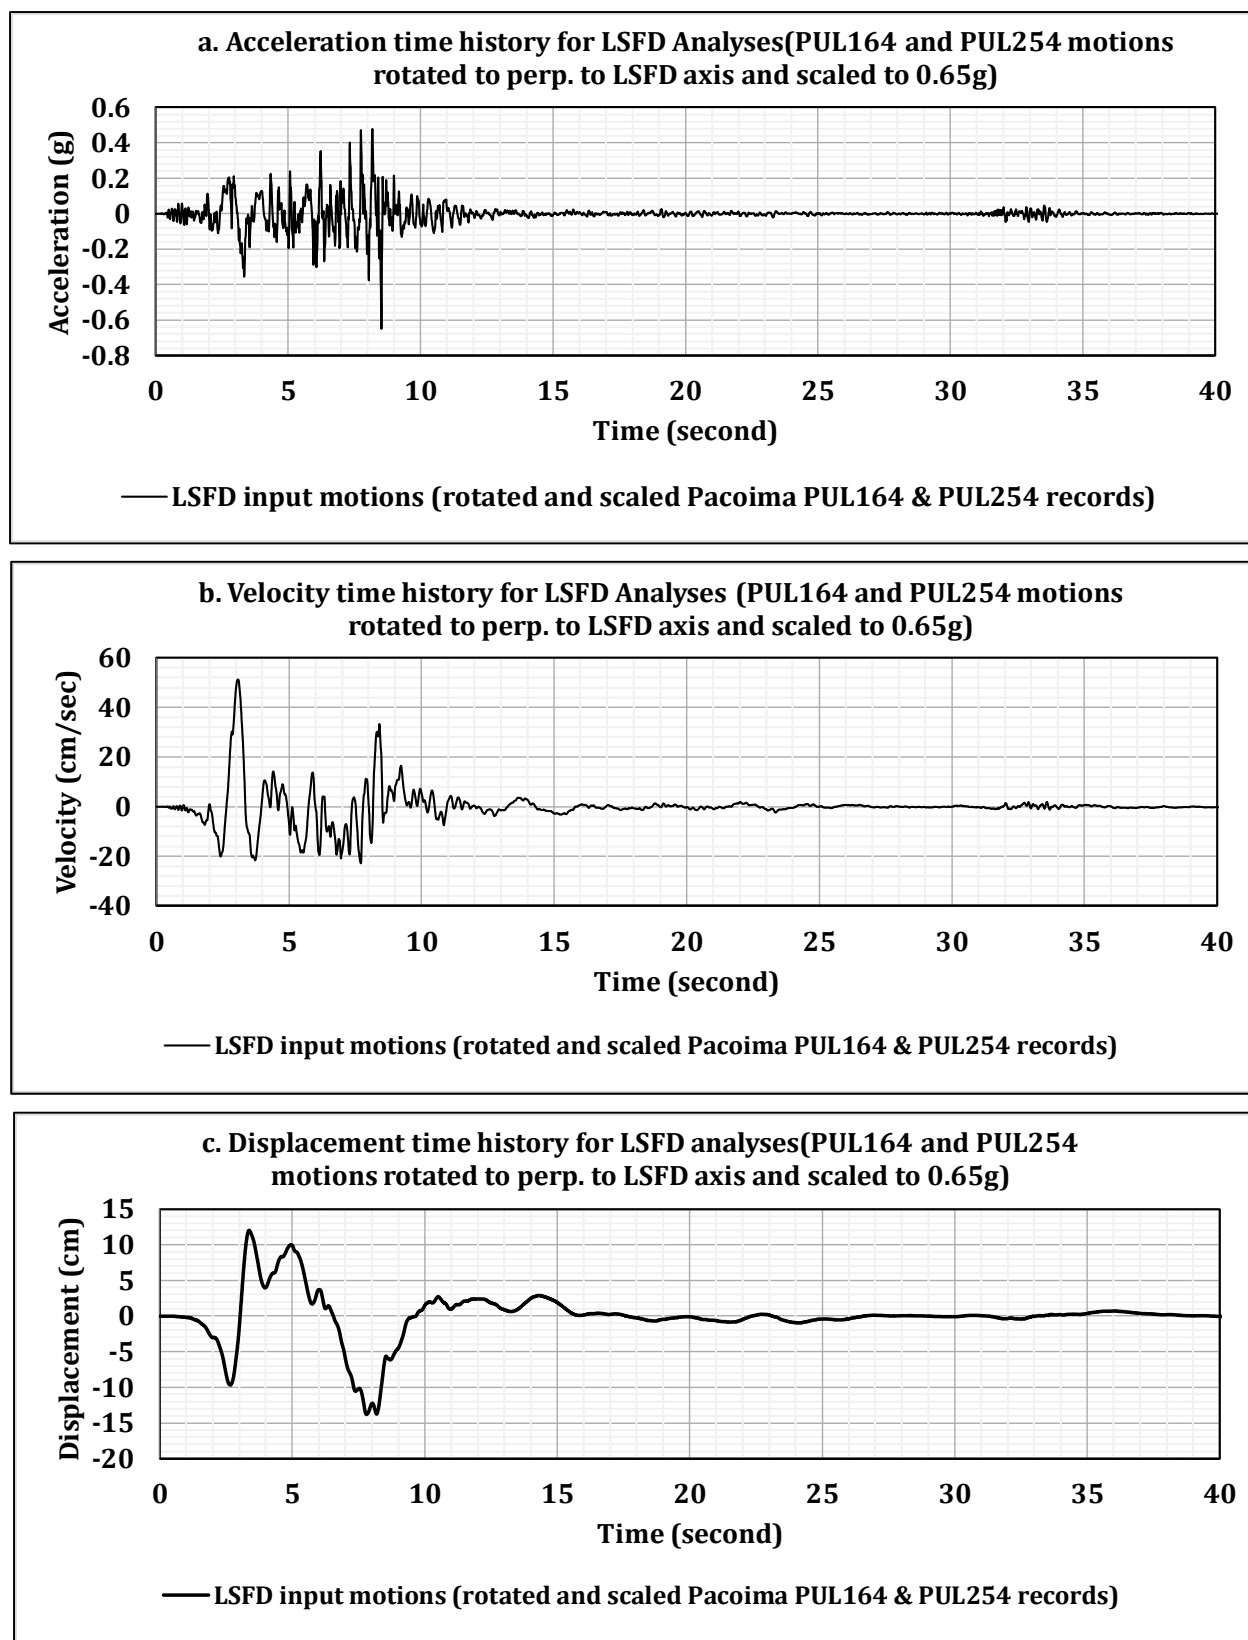 a. Acceleration time history for LSFD Analyses(PUL164 and PUL254 motions
rotated to perp. to LSFD axis and scaled to 0.65g)
Acceleration (g)
0.6
0.4
0.2
0
-0.2
-0.4
-0.6
-0.8
0 5 10 15 20 25 30 35 40
Time (second)
LSFD input motions (rotated and scaled Pacoima PUL164 & PUL254 records)
b. Velocity time history for LSFD Analyses (PUL164 and PUL254 motions
rotated to perp. to LSFD axis and scaled to 0.65g)
Velocity (cm/sec)
60
40
20
0
-20
-40
0 5 10 15 20 25 30 35 40
Time (second)
LSFD input motions (rotated and scaled Pacoima PUL164 & PUL254 records)
c. Displacement time history for LSFD analyses(PUL164 and PUL254
motions rotated to perp. to LSFD axis and scaled to 0.65g)
Displacement (cm)
15
10
5
0
-5
-10
-15
-20
0 5 10 15 20 25 30 35 40
Time (second)
LSFD input motions (rotated and scaled Pacoima PUL164 & PUL254 records)